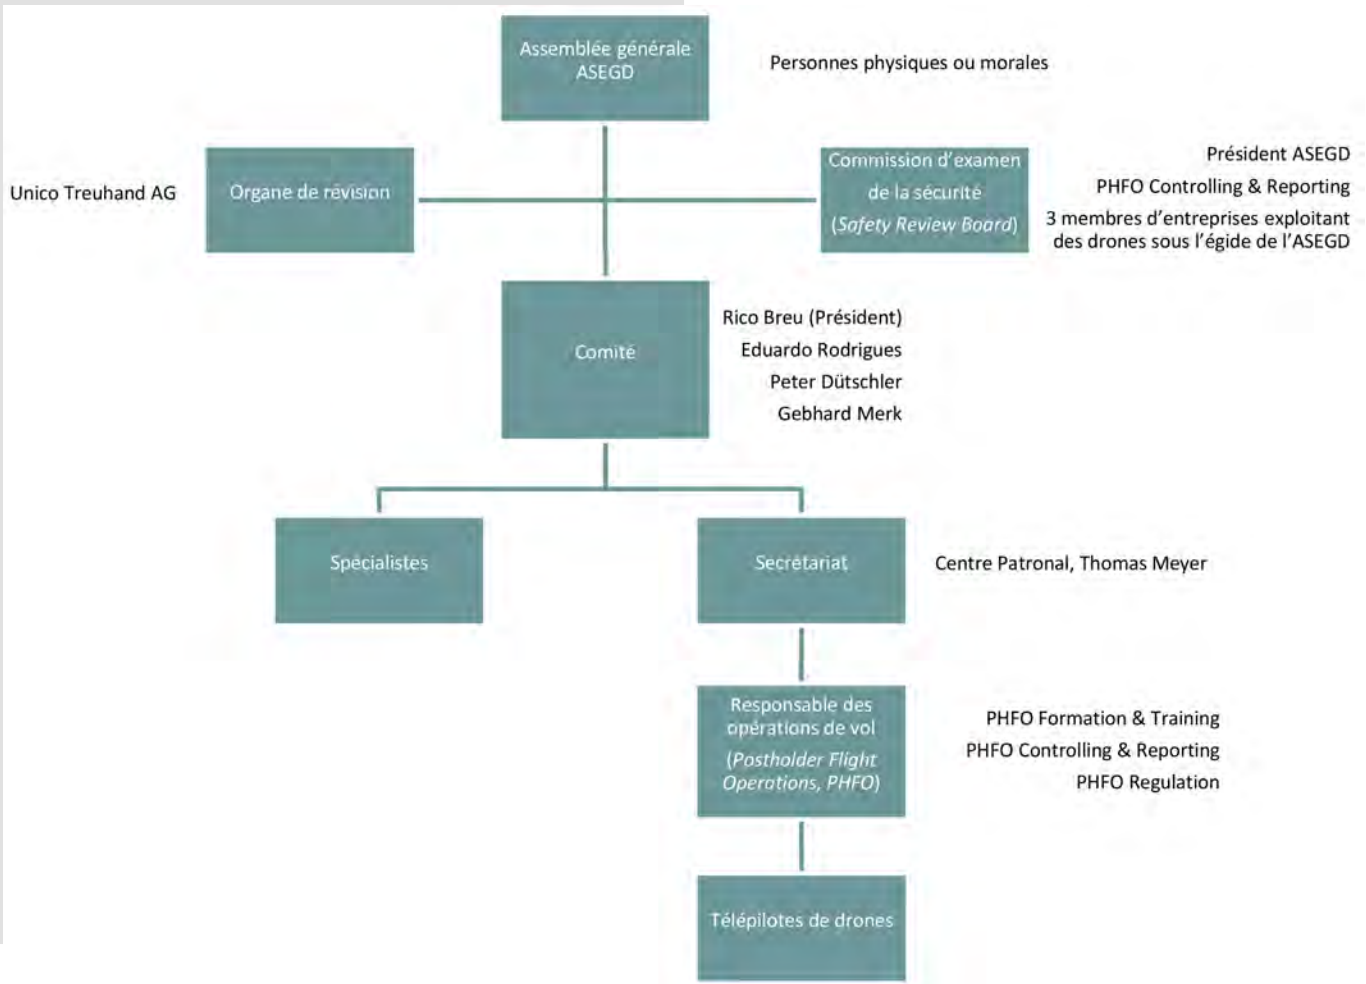 Assemblée générale
ASEGD
Personnes physiques ou morales
Unico Treuhand AG
Organe de révision
Commission d'examen
de la sécurité
(Safety Review Board)
Président ASEGD
PHFO Controlling & Reporting
3 membres d'entreprises exploitant
des drones sous l'égide de l'ASEGD
Comité
Rico Breu (Président)
Eduardo Rodrigues
Peter Dütschler
Gebhard Merk
Spécialistes
Secrétariat
Centre Patronal, Thomas Meyer
Responsable des
opérations de vol
(Postholder Flight
Operations, PHFO)
PHFO Formation & Training
PHFO Controlling & Reporting
PHFO Regulation
Télépilotes de drones